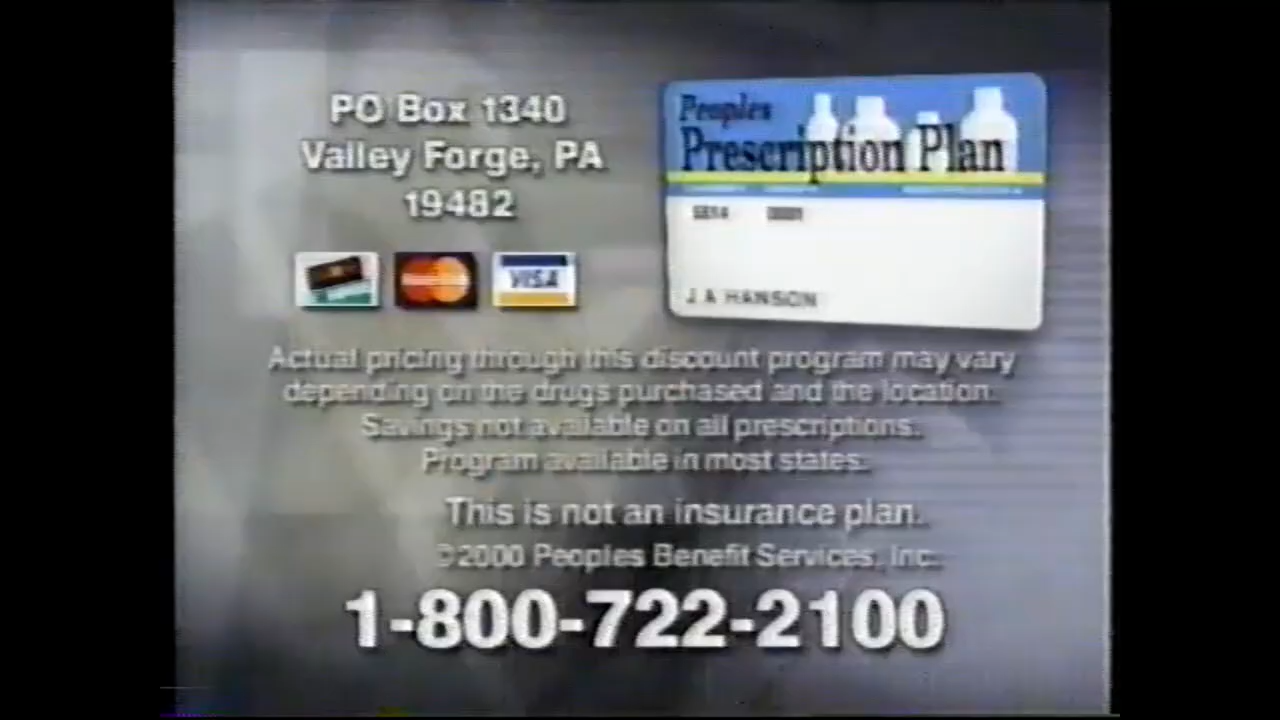 PO Box 1340
Valley Forge, PA
19482
VISA
Peoples
Prescription Plan
J A HANSON
Actual pricing through this discount program may vary
depending on the drugs purchased and the location.
Savings not available on all prescriptions.
Program available in most states.
This is not an insurance plan.
©2000 Peoples Benefit Services, Inc.
1-800-722-2100